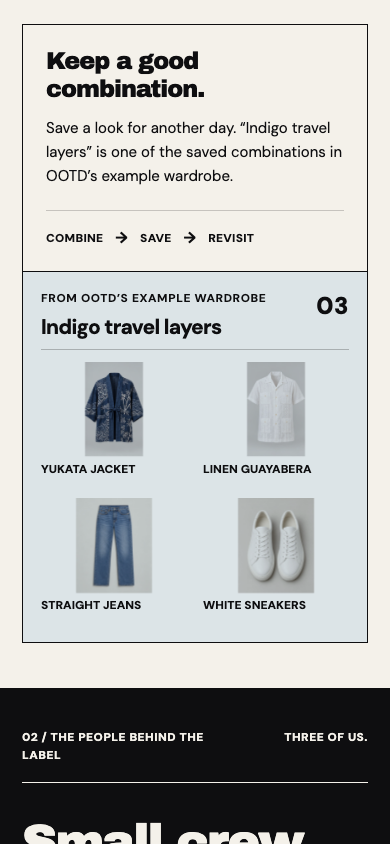 Keep a good
combination.
Save a look for another day. “Indigo travel
layers” is one of the saved combinations in
OOTD’s example wardrobe.
COMBINE → SAVE → REVISIT
FROM OOTD’S EXAMPLE WARDROBE
03
Indigo travel layers
YUKATA JACKET
LINEN GUAYABERA
STRAIGHT JEANS
WHITE SNEAKERS
02 / THE PEOPLE BEHIND THE
LABEL
THREE OF US.
Small crew